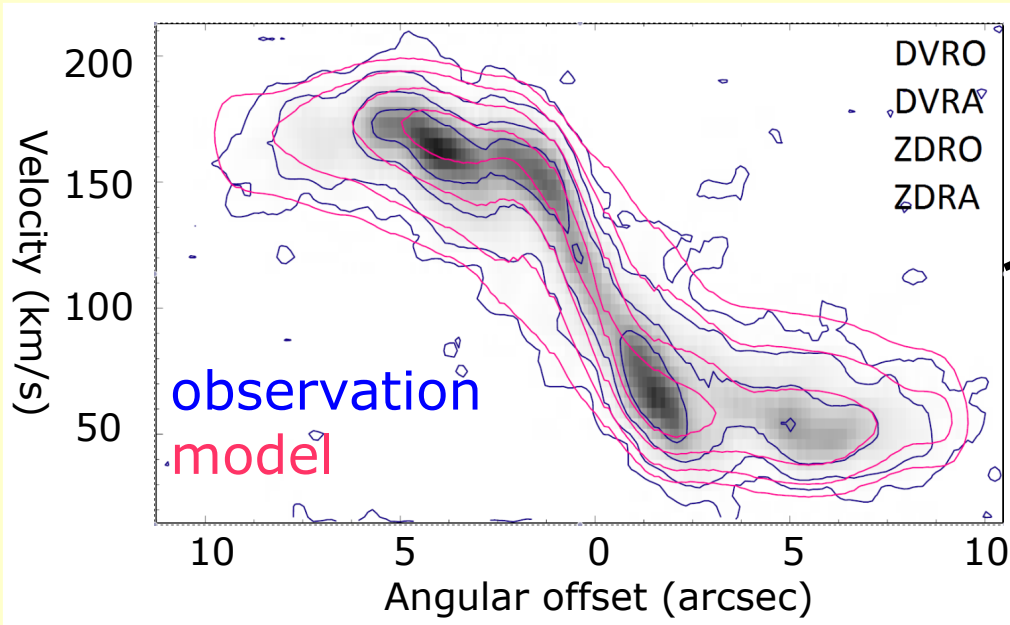 200
150
100
50
Velocity (km/s)
DVRO
DVRA
ZDRO
ZDRA
observation
model
10 5 0 5 10
Angular offset (arcsec)